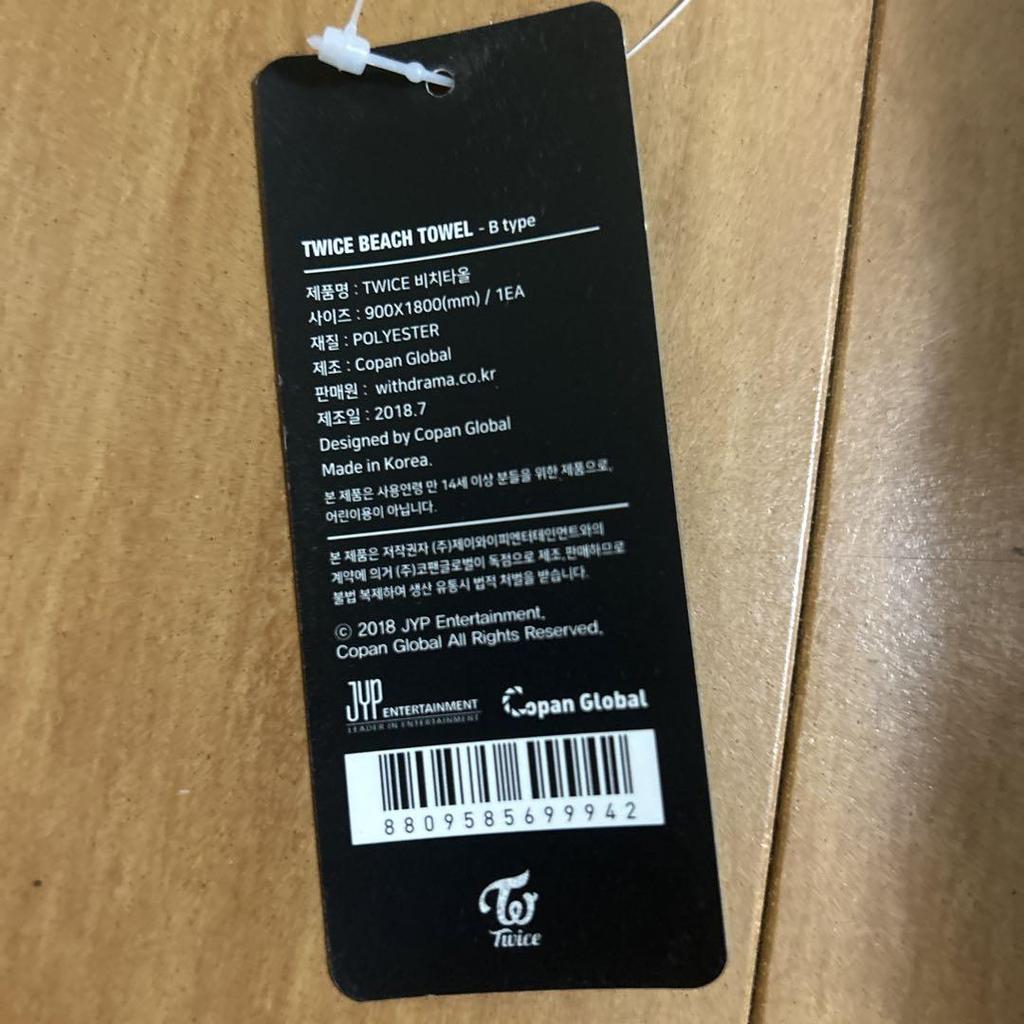 TWICE BEACH TOWEL - B type
제품명 : TWICE 비치타올
사이즈 : 900X1800(mm) / 1EA
재질 : POLYESTER
제조 : Copan Global
판매원 : withdrama.co.kr
제조일 : 2018.7
Designed by Copan Global
Made in Korea.
본 제품은 사용연령 만 14세 이상 분들을 위한 제품으로,
어린이용이 아닙니다.
본 제품은 저작권자 (주)제이와이피엔터테인먼트와의
계약에 의거 (주)코팬글로벌이 독점으로 제조,판매하므로
불법 복제하여 생산 유통시 법적 처벌을 받습니다.
ⓒ 2018 JYP Entertainment,
Copan Global All Rights Reserved.
JYP ENTERTAINMENT
LEADER IN ENTERTAINMENT
Copan Global
8809585699942
Twice